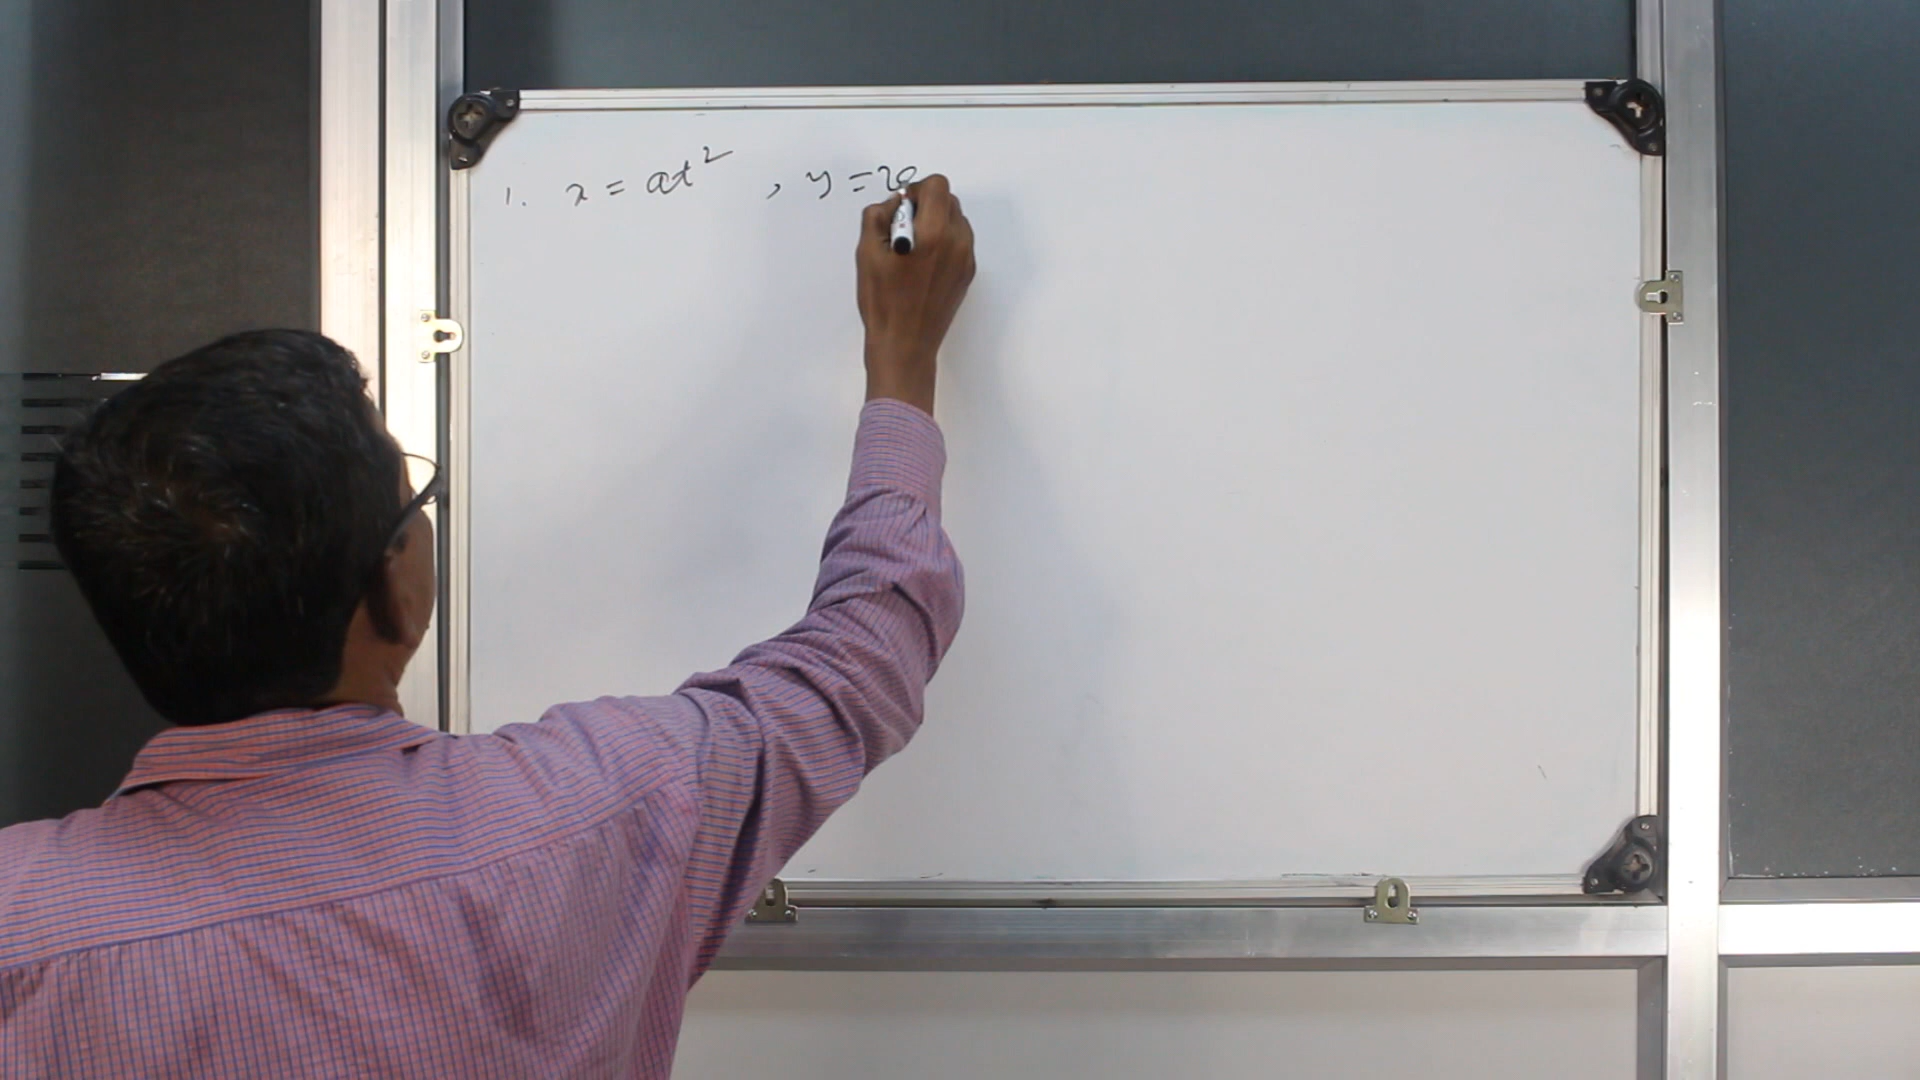 1. x = at² , y = 2a